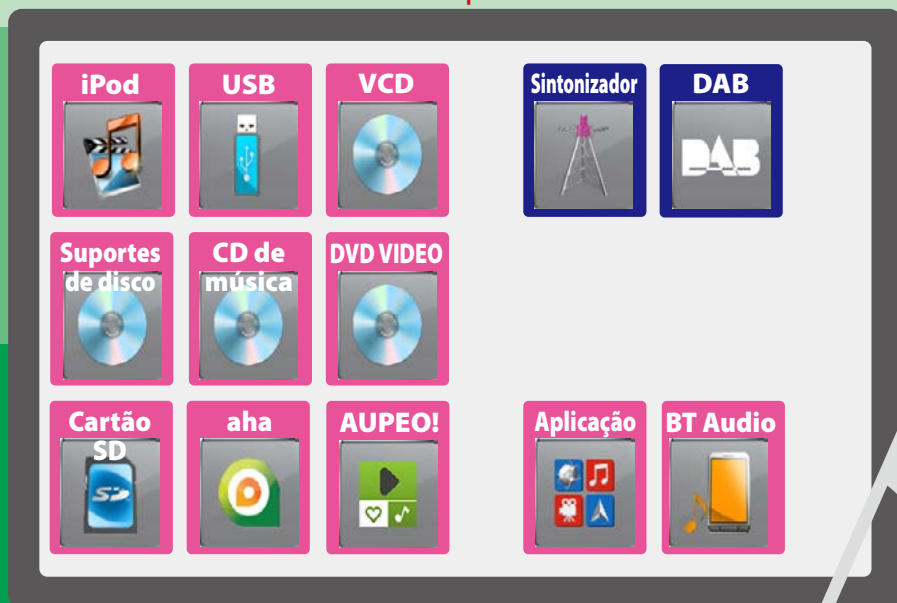 iPod
USB
VCD
Sintonizador
DAB
DAB
Suportes
de disco
CD de
música
DVD VIDEO
Cartão
SD
SD
aha
AUPEO!
Aplicação
BT Audio